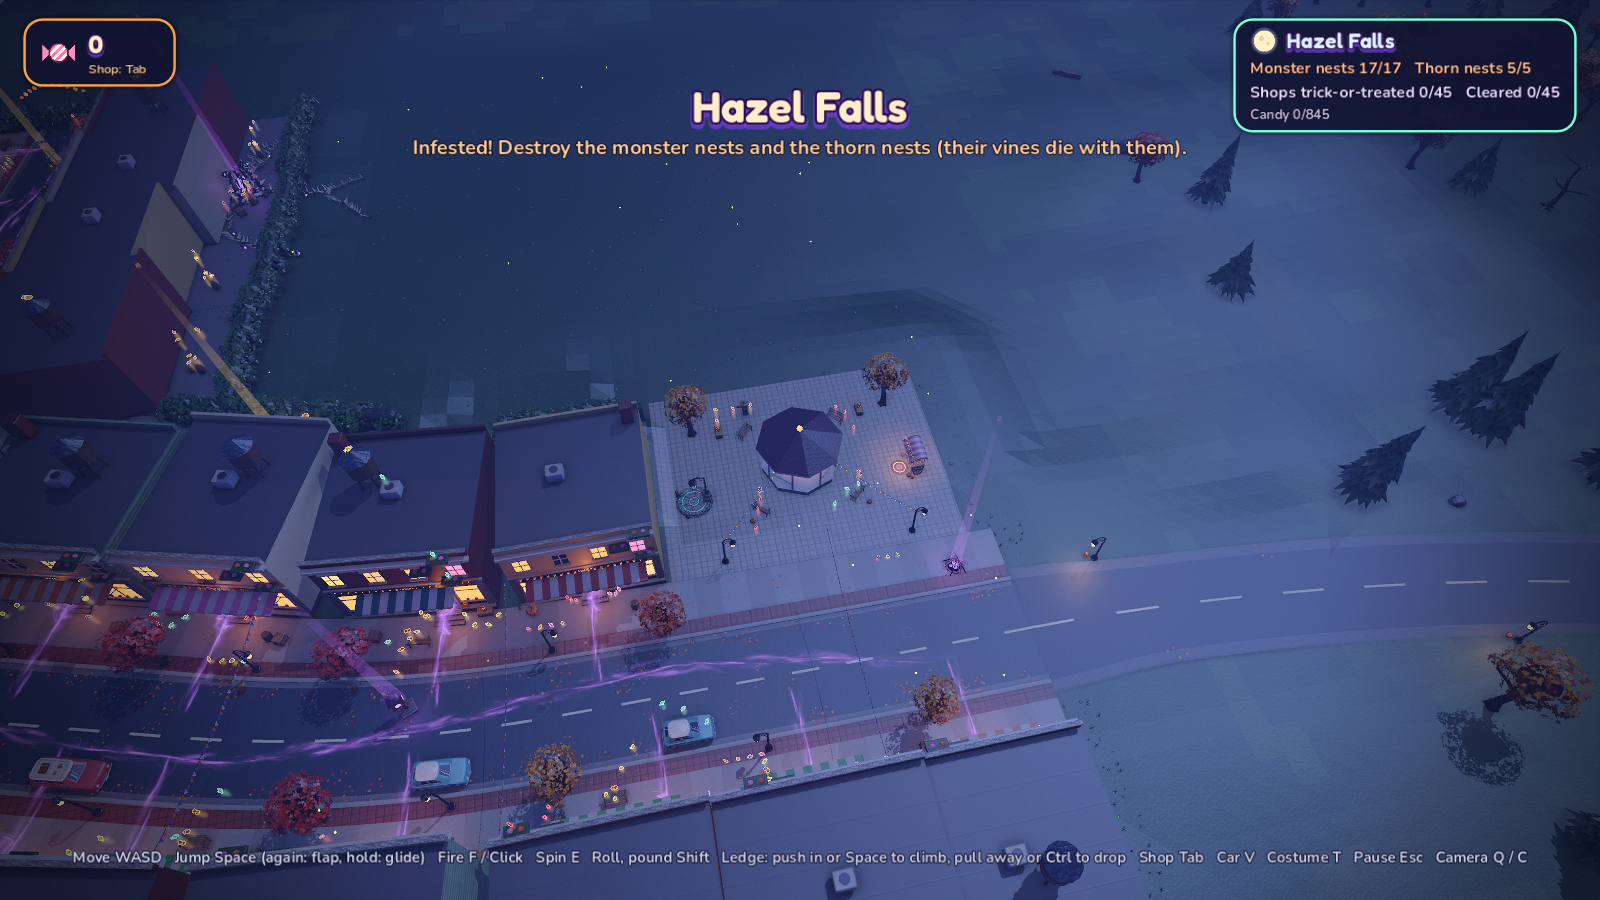 0
Shop: Tab
Hazel Falls
Monster nests 17/17 Thorn nests 5/5
Shops trick-or-treated 0/45 Cleared 0/45
Candy 0/845
Hazel Falls
Infested! Destroy the monster nests and the thorn nests (their vines die with them).
Move WASD Jump Space (again: flap, hold: glide) Fire F / Click Spin E Roll, pound Shift Ledge: push in or Space to climb, pull away or Ctrl to drop Shop Tab Car V Costume T Pause Esc Camera Q / C